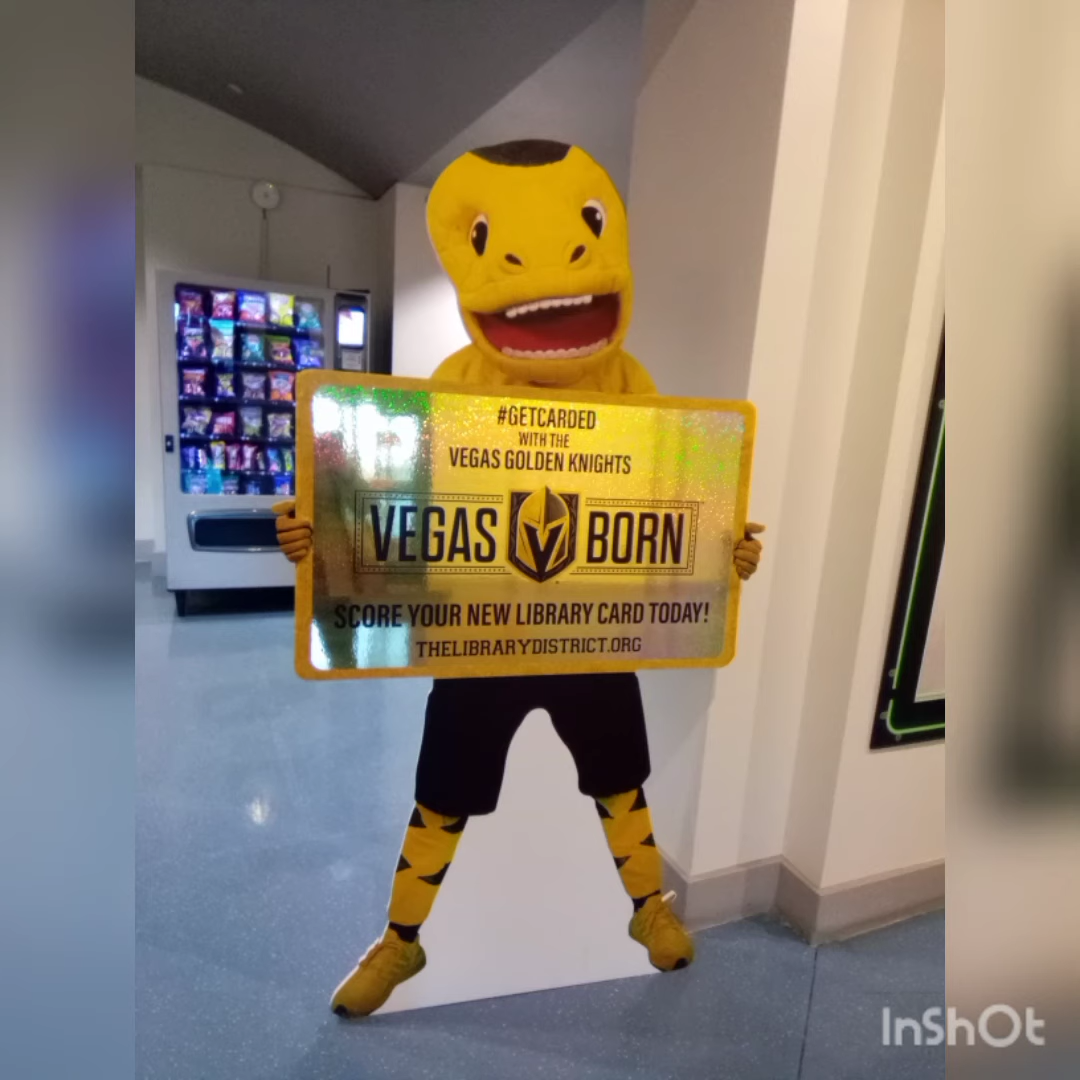 #GETCARDED
WITH THE
VEGAS GOLDEN KNIGHTS
VEGAS BORN
SCORE YOUR NEW LIBRARY CARD TODAY!
THELIBRARYDISTRICT.ORG
InShOt